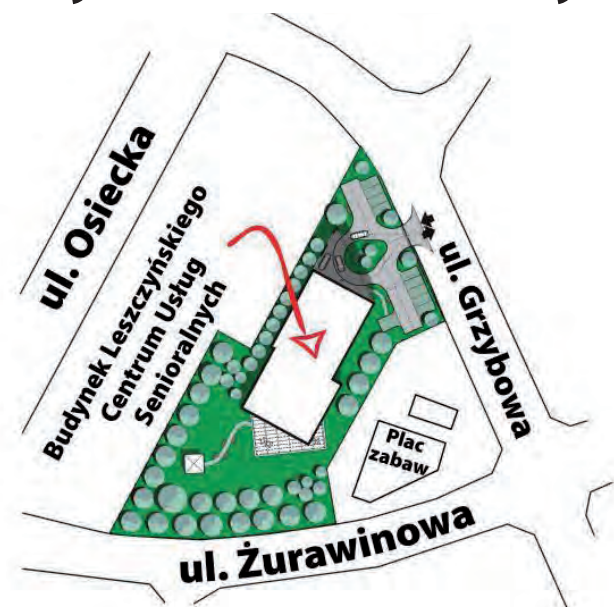 ul. Osiecka
Budynek Leszczyńskiego
Centrum Usług
Senioralnych
ul. Grzybowa
Plac
zabaw
ul. Żurawinowa